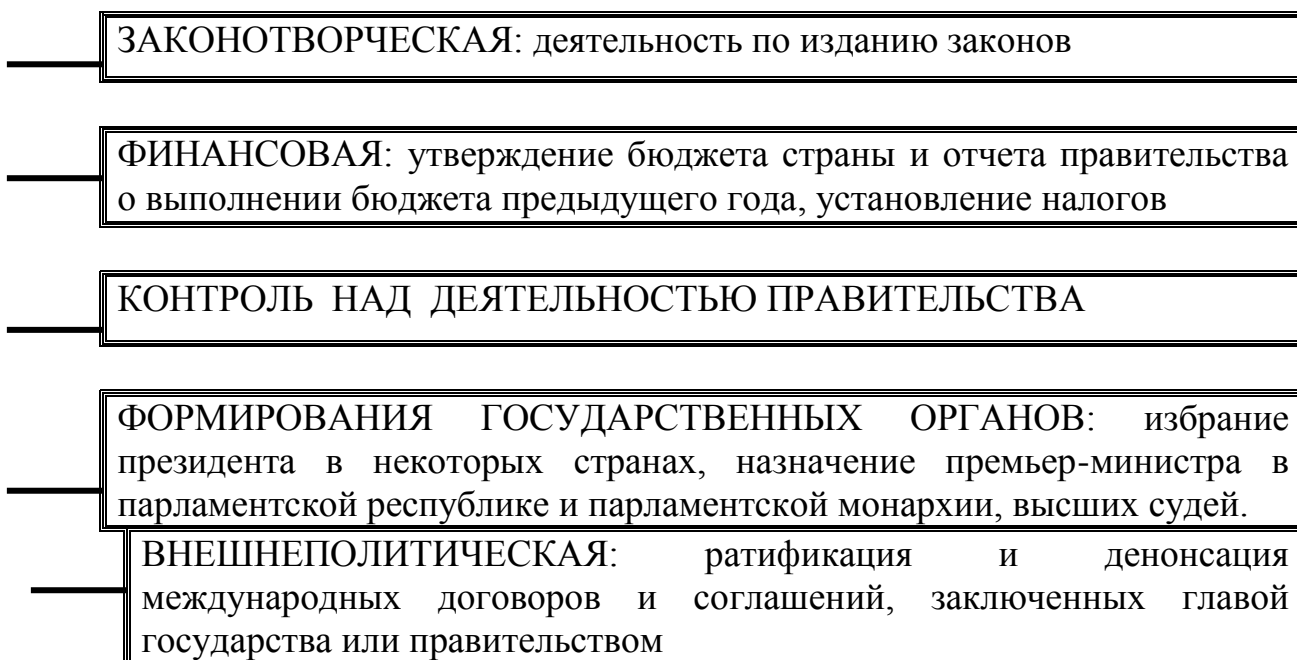 ЗАКОНОТВОРЧЕСКАЯ: деятельность по изданию законов
ФИНАНСОВАЯ: утверждение бюджета страны и отчета правительства
о выполнении бюджета предыдущего года, установление налогов
КОНТРОЛЬ НАД ДЕЯТЕЛЬНОСТЬЮ ПРАВИТЕЛЬСТВА
ФОРМИРОВАНИЯ ГОСУДАРСТВЕННЫХ ОРГАНОВ: избрание
президента в некоторых странах, назначение премьер-министра в
парламентской республике и парламентской монархии, высших судей.
ВНЕШНЕПОЛИТИЧЕСКАЯ: ратификация и денонсация
международных договоров и соглашений, заключенных главой
государства или правительством